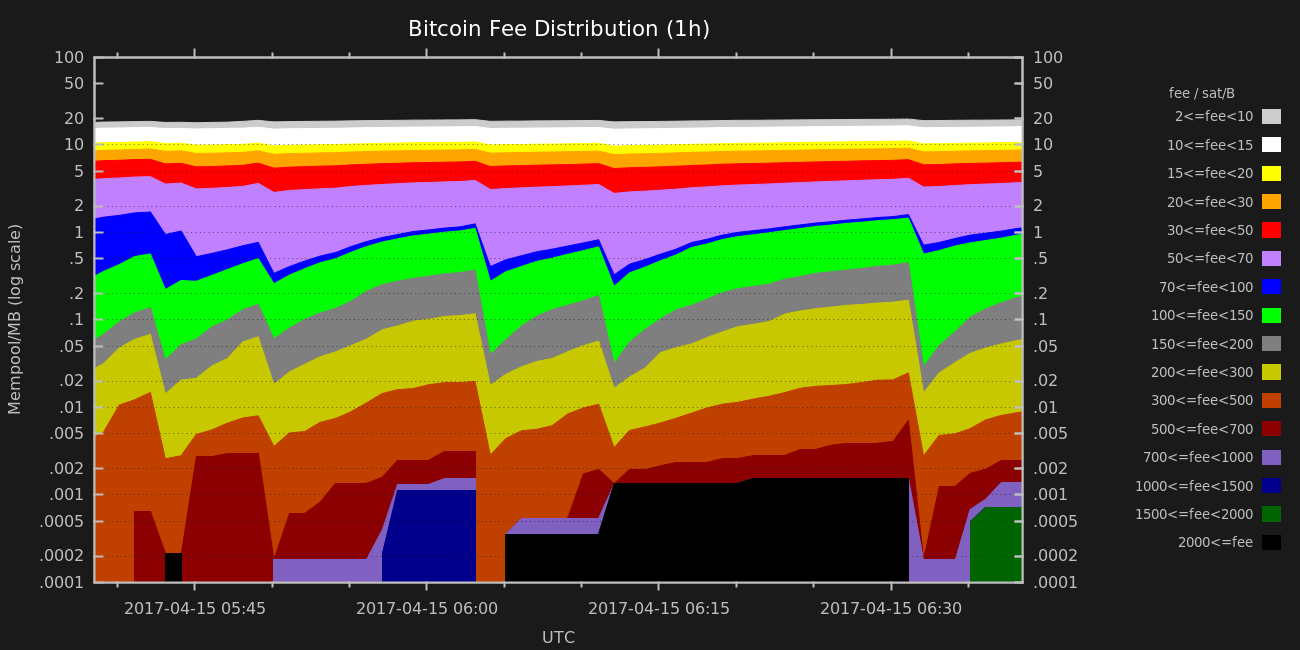 Bitcoin Fee Distribution (1h)
Mempool/MB (log scale)
100
50
20
10
5
2
1
.5
.2
.1
.05
.02
.01
.005
.002
.001
.0005
.0002
.0001
100
50
20
10
5
2
1
.5
.2
.1
.05
.02
.01
.005
.002
.001
.0005
.0002
.0001
2017-04-15 05:45
2017-04-15 06:00
2017-04-15 06:15
2017-04-15 06:30
UTC
fee / sat/B
2<=fee<10
10<=fee<15
15<=fee<20
20<=fee<30
30<=fee<50
50<=fee<70
70<=fee<100
100<=fee<150
150<=fee<200
200<=fee<300
300<=fee<500
500<=fee<700
700<=fee<1000
1000<=fee<1500
1500<=fee<2000
2000<=fee